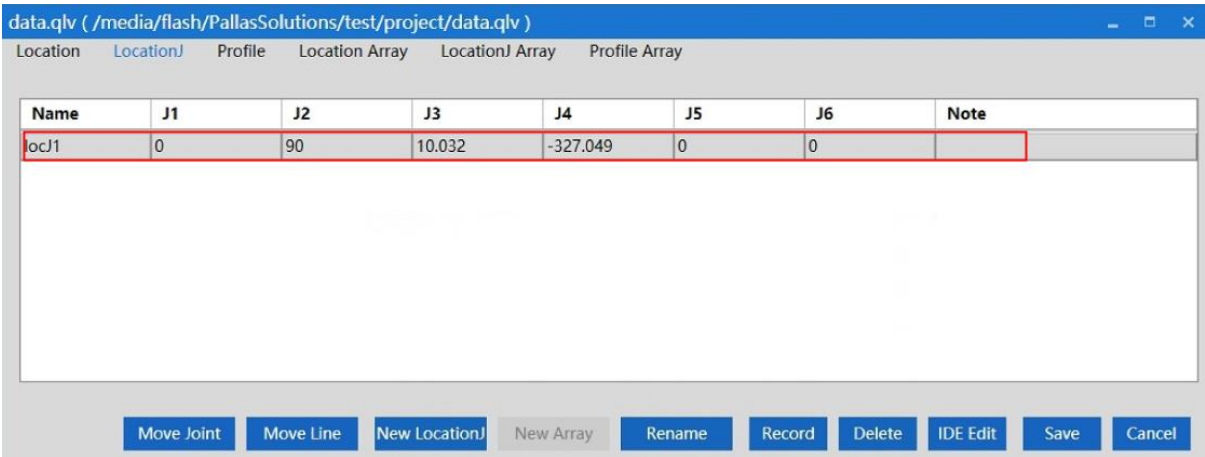 data.qlv ( /media/flash/PallasSolutions/test/project/data.qlv )
Location LocationJ Profile Location Array LocationJ Array Profile Array
Name J1 J2 J3 J4 J5 J6 Note
locJ1 0 90 10.032 -327.049 0 0
Move Joint Move Line New LocationJ New Array Rename Record Delete IDE Edit Save Cancel